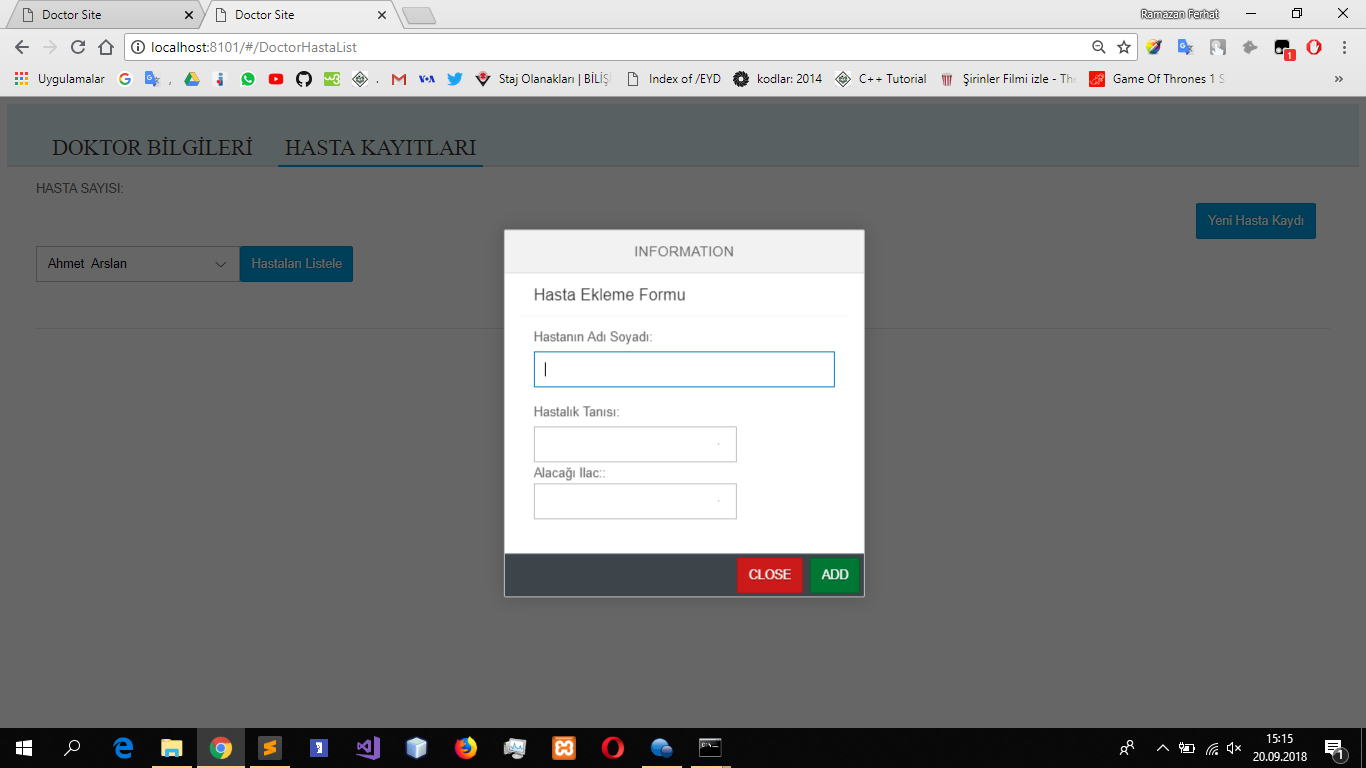 Doctor Site
Doctor Site
Ramazan Ferhat
localhost:8101/#/DoctorHastaList
Uygulamalar
Staj Olanakları | BİLİŞ
Index of /EYD
kodlar: 2014
C++ Tutorial
Şirinler Filmi izle - The
Game Of Thrones 1 S
DOKTOR BİLGİLERİ HASTA KAYITLARI
HASTA SAYISI:
Yeni Hasta Kaydı
Ahmet Arslan
Hastaları Listele
INFORMATION
Hasta Ekleme Formu
Hastanın Adı Soyadı:
Hastalık Tanısı:
Alacağı Ilac::
CLOSE ADD
15:15
20.09.2018